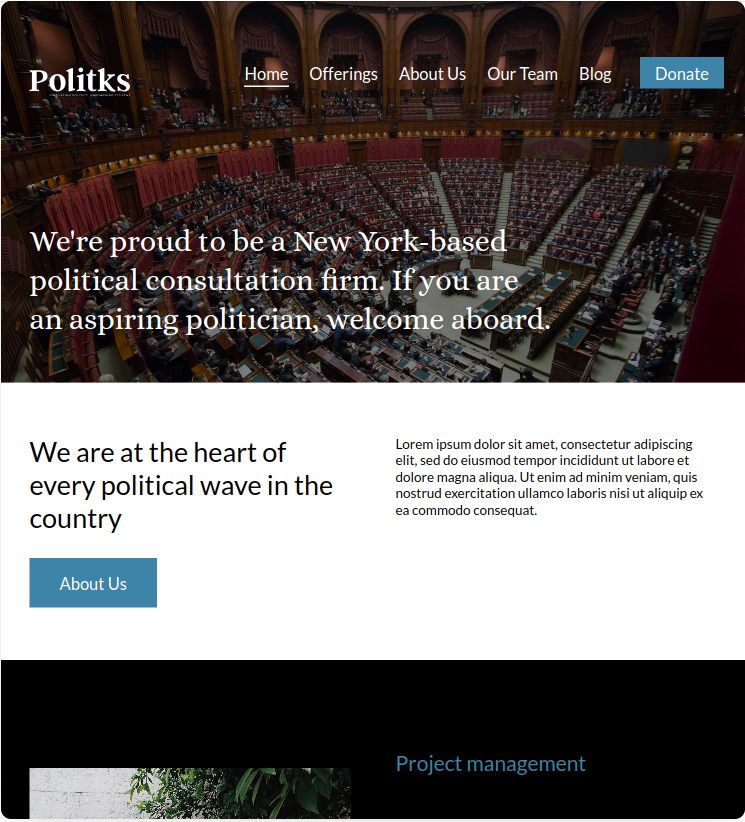 Politks
Home Offerings About Us Our Team Blog Donate
We're proud to be a New York-based
political consultation firm. If you are
an aspiring politician, welcome aboard.
We are at the heart of
every political wave in the
country
About Us
Lorem ipsum dolor sit amet, consectetur adipiscing
elit, sed do eiusmod tempor incididunt ut labore et
dolore magna aliqua. Ut enim ad minim veniam, quis
nostrud exercitation ullamco laboris nisi ut aliquip ex
ea commodo consequat.
Project management